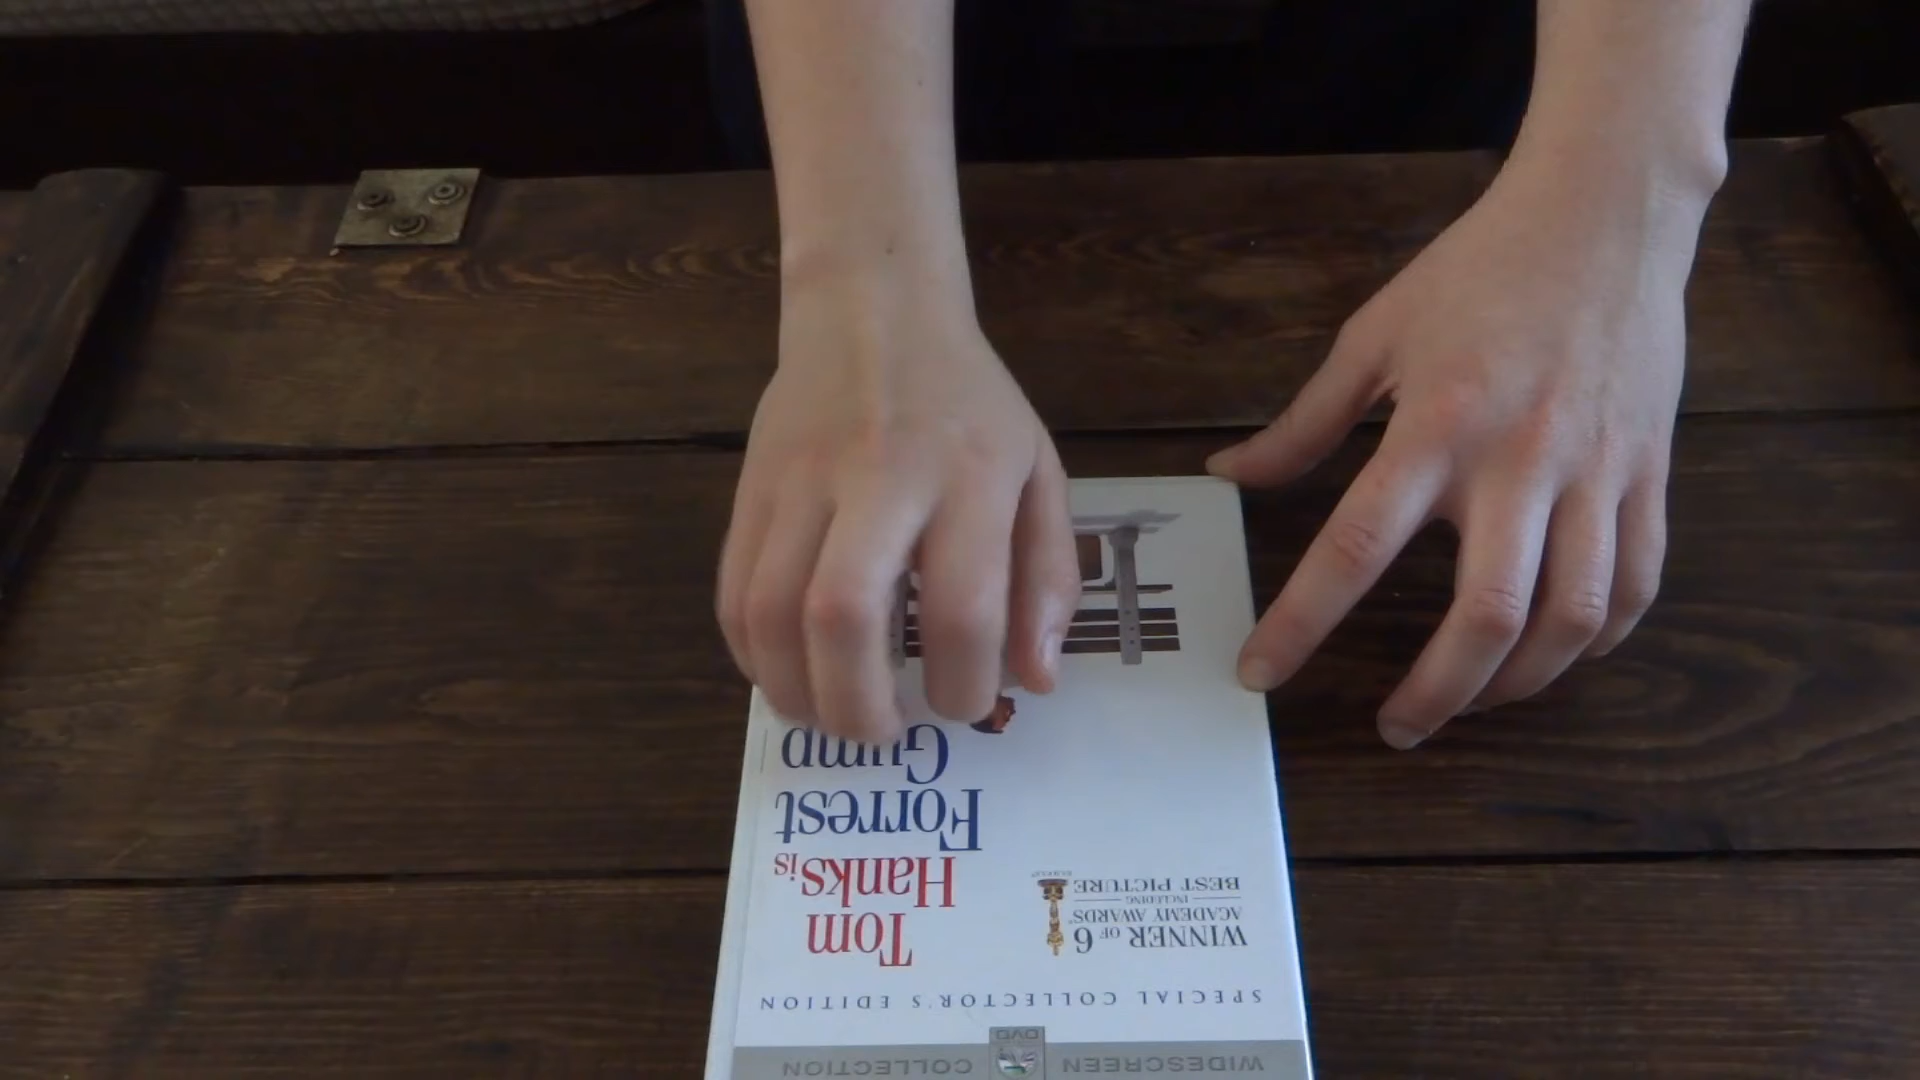 WIDESCREEN DVD COLLECTION
SPECIAL COLLECTOR'S EDITION
WINNER OF 6
ACADEMY AWARDS®
INCLUDING
BEST PICTURE
Tom
Hanks is
Forrest
Gump